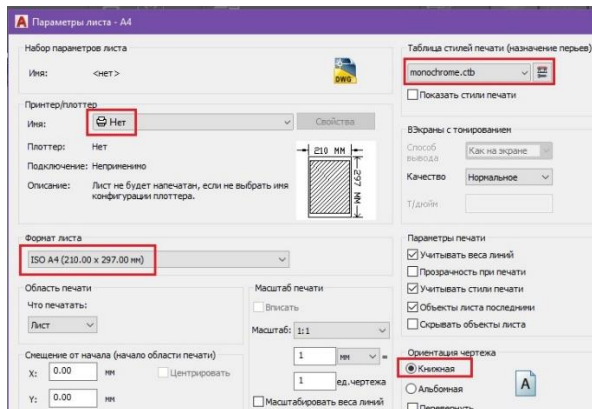 Параметры листа - A4
Набор параметров листа
Имя: <нет>
DWG
Таблица стилей печати (назначение перьев)
monochrome.ctb
Показать стили печати
Принтер/плоттер
Имя: Нет
Свойства
Плоттер: Нет
Подключение: Неприменимо
Описание: Лист не будет напечатан, если не выбрать имя
конфигурации плоттера.
210 MM
297 MM
ВЭкраны с тонированием
Способ
вывода
Как на экране
Качество Нормальное
Т/дюйм
Формат листа
ISO A4 (210.00 x 297.00 мм)
Область печати
Что печатать:
Лист
Масштаб печати
Вписать
Масштаб: 1:1
1 мм =
1 ед.чертежа
Масштабировать веса линий
Параметры печати
Учитывать веса линий
Прозрачность при печати
Учитывать стили печати
Объекты листа последними
Скрывать объекты листа
Смещение от начала (начало области печати)
X: 0.00 мм
Центрировать
Y: 0.00 мм
Ориентация чертежа
Книжная
Альбомная
A
Перевернуть